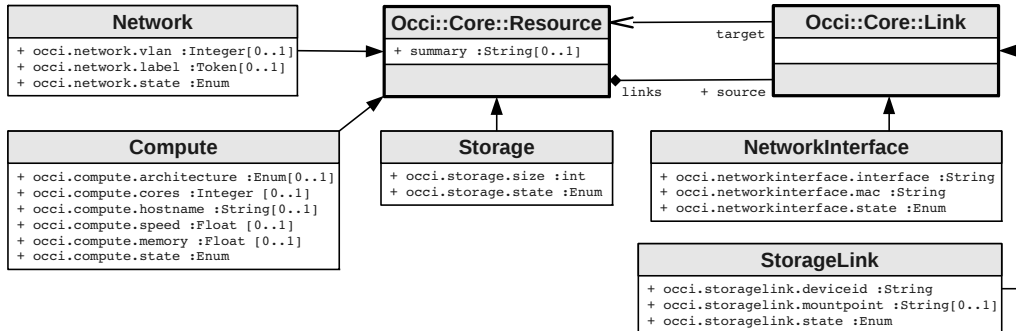 Network
+ occi.network.vlan :Integer[0..1]
+ occi.network.label :Token[0..1]
+ occi.network.state :Enum
Occi::Core::Resource
+ summary :String[0..1]
target
links
+ source
Occi::Core::Link
Compute
+ occi.compute.architecture :Enum[0..1]
+ occi.compute.cores :Integer [0..1]
+ occi.compute.hostname :String[0..1]
+ occi.compute.speed :Float [0..1]
+ occi.compute.memory :Float [0..1]
+ occi.compute.state :Enum
Storage
+ occi.storage.size :int
+ occi.storage.state :Enum
NetworkInterface
+ occi.networkinterface.interface :String
+ occi.networkinterface.mac :String
+ occi.networkinterface.state :Enum
StorageLink
+ occi.storagelink.deviceid :String
+ occi.storagelink.mountpoint :String[0..1]
+ occi.storagelink.state :Enum